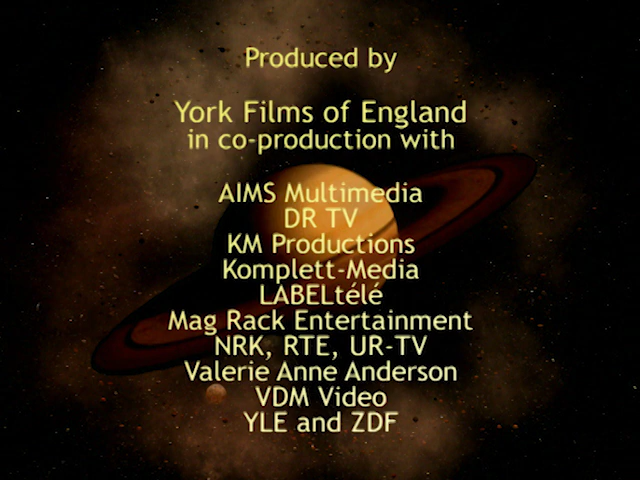 Produced by
York Films of England
in co-production with
AIMS Multimedia
DR TV
KM Productions
Komplett-Media
LABELtélé
Mag Rack Entertainment
NRK, RTE, UR-TV
Valerie Anne Anderson
VDM Video
YLE and ZDF